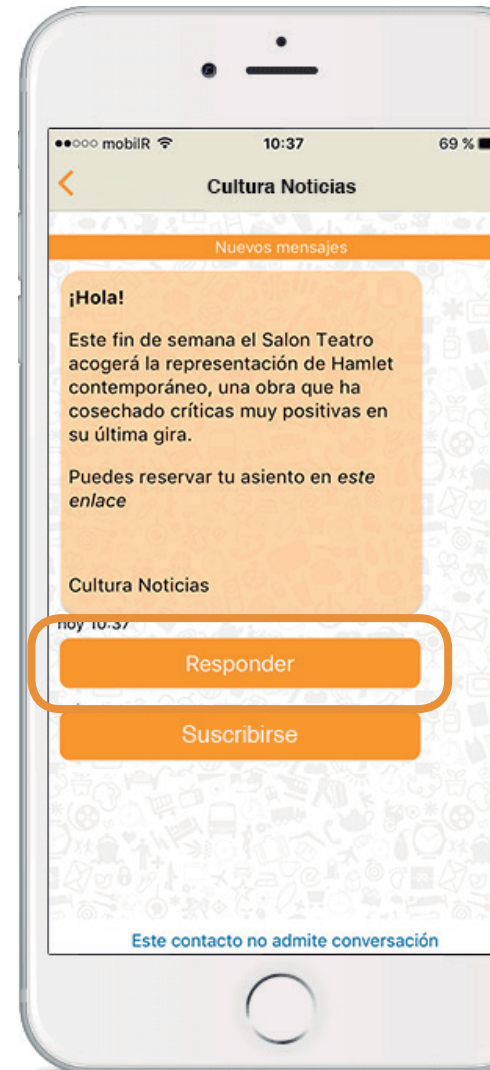 mobilR 10:37 69 %
Cultura Noticias
Nuevos mensajes
¡Hola!
Este fin de semana el Salon Teatro
acogerá la representación de Hamlet
contemporáneo, una obra que ha
cosechado críticas muy positivas en
su última gira.
Puedes reservar tu asiento en este
enlace
Cultura Noticias
hoy 10:37
Responder
Suscribirse
Este contacto no admite conversación